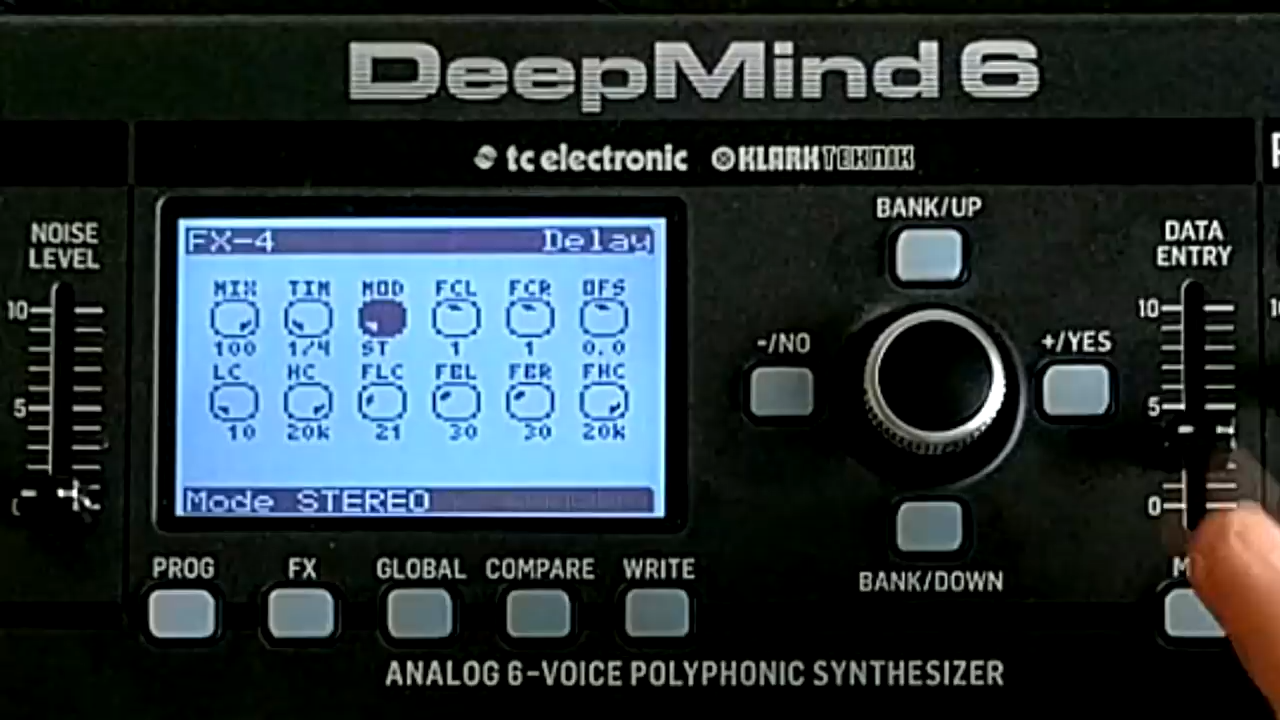 DeepMind 6
tc electronic KLARK TEKNIK
NOISE
LEVEL
10
5
FX-4 Delay
MIX TIM MOD FCL FCR OFS
100 1/4 ST 1 1 0.0
LC HC FLC FBL FBR FHC
10 20k 21 30 30 20k
Mode STEREO
BANK/UP
-/NO
+/YES
BANK/DOWN
DATA
ENTRY
10
5
0
PROG FX GLOBAL COMPARE WRITE
ANALOG 6-VOICE POLYPHONIC SYNTHESIZER